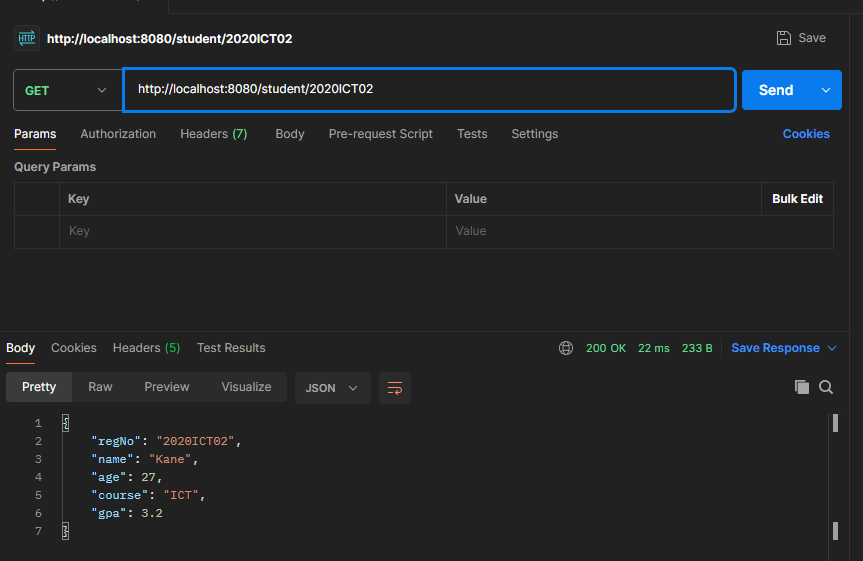 HTTP http://localhost:8080/student/2020ICT02 Save
GET http://localhost:8080/student/2020ICT02 Send
Params Authorization Headers (7) Body Pre-request Script Tests Settings Cookies
Query Params
Key Value Bulk Edit
Key Value
Body Cookies Headers (5) Test Results 200 OK 22 ms 233 B Save Response
Pretty Raw Preview Visualize JSON
1 {
2 "regNo": "2020ICT02",
3 "name": "Kane",
4 "age": 27,
5 "course": "ICT",
6 "gpa": 3.2
7 }